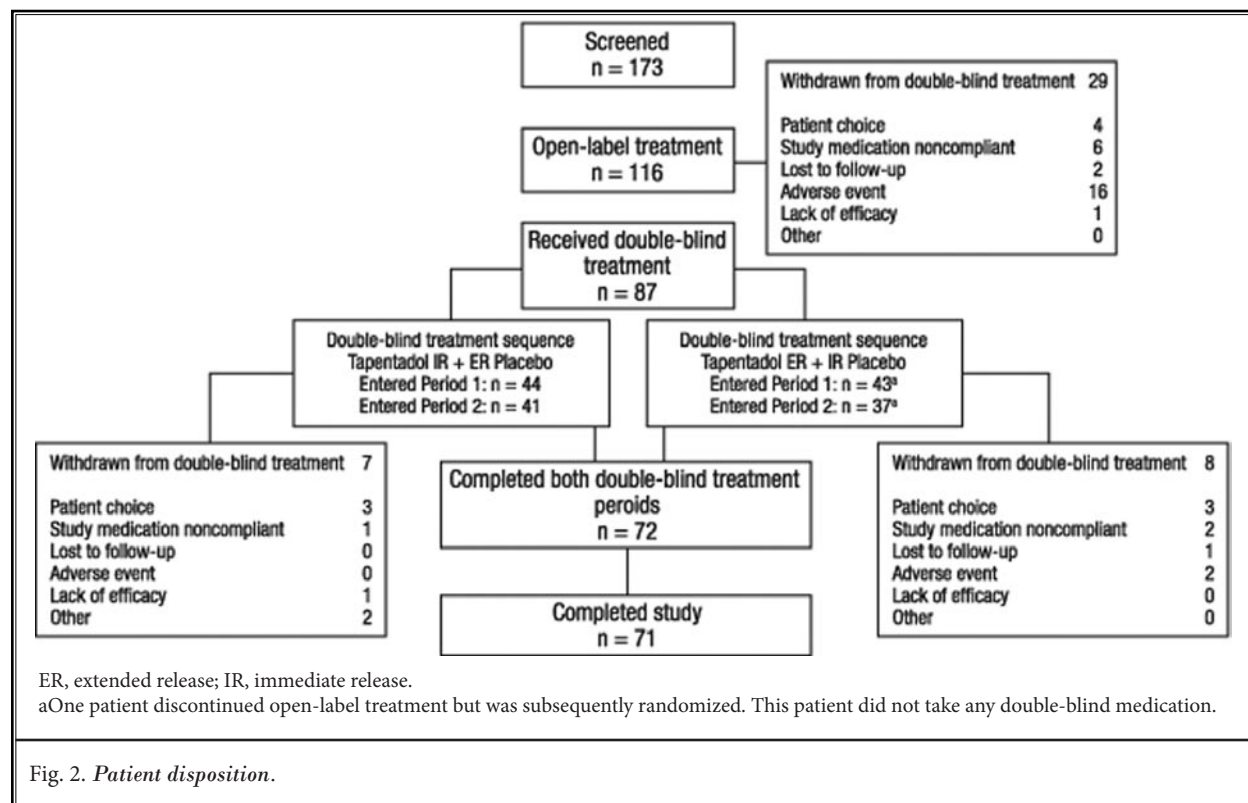 Screened
n = 173
Withdrawn from double-blind treatment 29
Patient choice 4
Study medication noncompliant 6
Lost to follow-up 2
Adverse event 16
Lack of efficacy 1
Other 0
Open-label treatment
n = 116
Received double-blind
treatment
n = 87
Double-blind treatment sequence
Tapentadol IR + ER Placebo
Entered Period 1: n = 44
Entered Period 2: n = 41
Double-blind treatment sequence
Tapentadol ER + IR Placebo
Entered Period 1: n = 43ª
Entered Period 2: n = 37ª
Withdrawn from double-blind treatment 7
Patient choice 3
Study medication noncompliant 1
Lost to follow-up 0
Adverse event 0
Lack of efficacy 1
Other 2
Completed both double-blind treatment
peroids
n = 72
Withdrawn from double-blind treatment 8
Patient choice 3
Study medication noncompliant 2
Lost to follow-up 1
Adverse event 2
Lack of efficacy 0
Other 0
Completed study
n = 71
ER, extended release; IR, immediate release.
aOne patient discontinued open-label treatment but was subsequently randomized. This patient did not take any double-blind medication.
Fig. 2. Patient disposition.